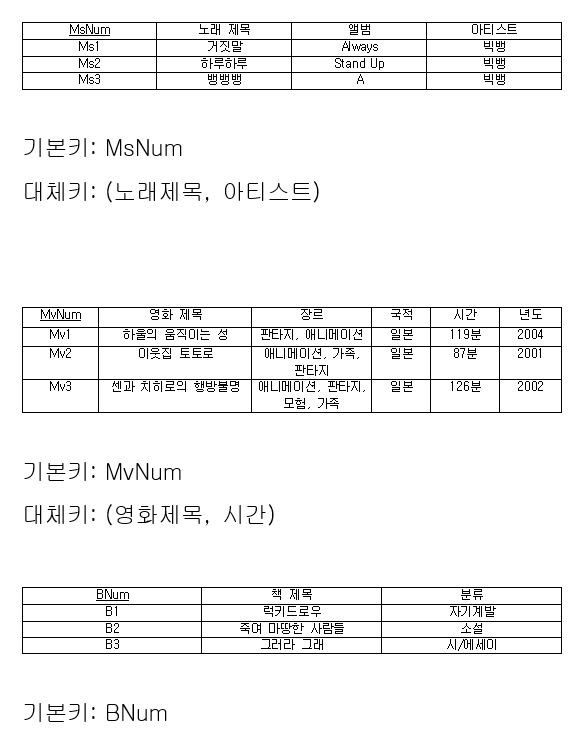 MsNum 노래 제목 앨범 아티스트
Ms1 거짓말 Always 빅뱅
Ms2 하루하루 Stand Up 빅뱅
Ms3 뱅뱅뱅 A 빅뱅
기본키: MsNum
대체키: (노래제목, 아티스트)
MvNum 영화 제목 장르 국적 시간 년도
Mv1 하울의 움직이는 성 판타지, 애니메이션 일본 119분 2004
Mv2 이웃집 토토로 애니메이션, 가족, 일본 87분 2001
판타지
Mv3 센과 치히로의 행방불명 애니메이션, 판타지, 일본 126분 2002
모험, 가족
기본키: MvNum
대체키: (영화제목, 시간)
BNum 책 제목 분류
B1 럭키드로우 자기계발
B2 죽여 마땅한 사람들 소설
B3 그러라 그래 시/에세이
기본키: BNum